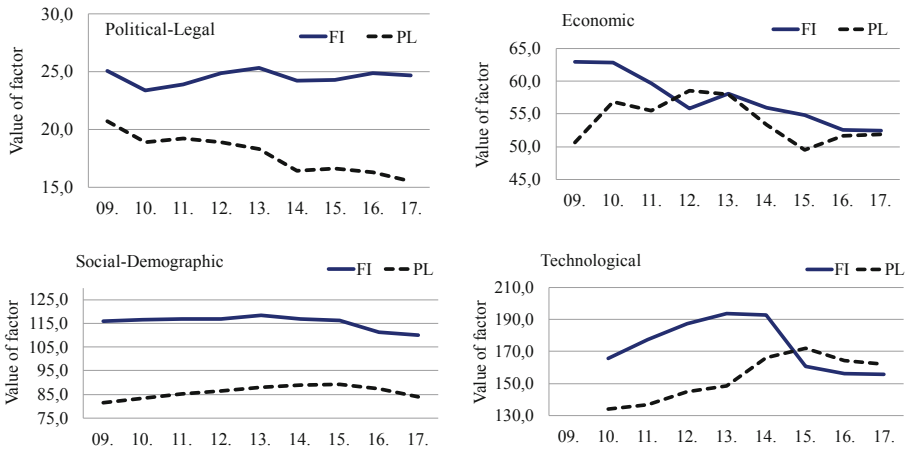 Political-Legal
FI PL
Value of factor
30,0
25,0
20,0
15,0
09. 10. 11. 12. 13. 14. 15. 16. 17.
Economic
FI PL
Value of factor
65,0
60,0
55,0
50,0
45,0
09. 10. 11. 12. 13. 14. 15. 16. 17.
Social-Demographic
FI PL
Value of factor
125,0
115,0
105,0
95,0
85,0
75,0
09. 10. 11. 12. 13. 14. 15. 16. 17.
Technological
FI PL
Value of factor
210,0
190,0
170,0
150,0
130,0
09. 10. 11. 12. 13. 14. 15. 16. 17.